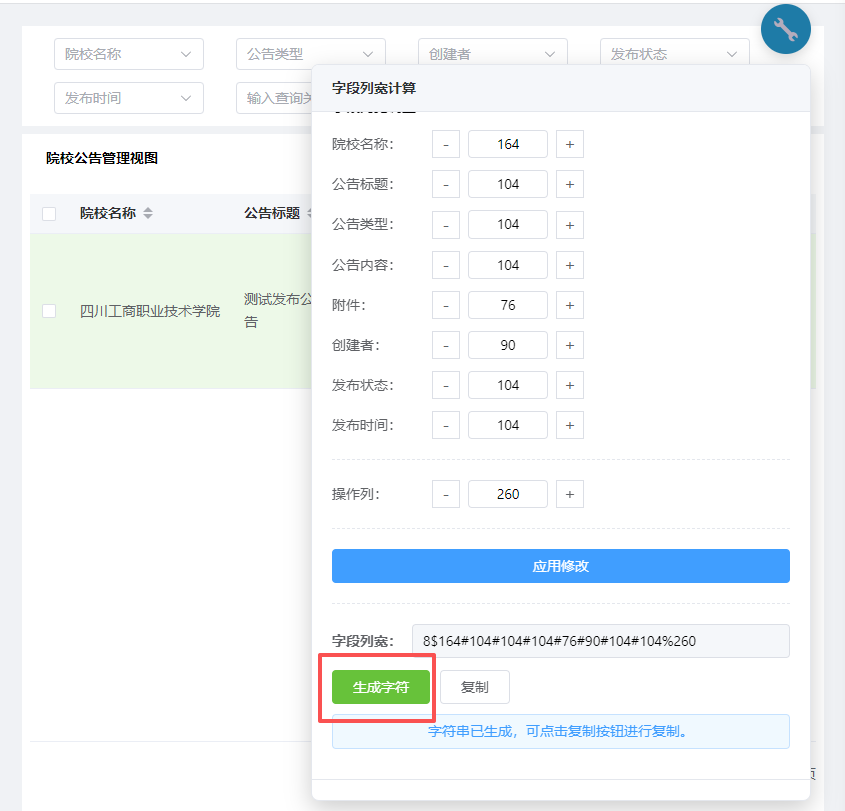 院校名称
公告类型
创建者
发布状态
发布时间
输入查询
字段列宽计算
院校公告管理视图
院校名称
公告标题
四川工商职业技术学院
测试发布公
告
院校名称: - 164 +
公告标题: - 104 +
公告类型: - 104 +
公告内容: - 104 +
附件: - 76 +
创建者: - 90 +
发布状态: - 104 +
发布时间: - 104 +
操作列: - 260 +
应用修改
字段列宽: 8$164#104#104#104#76#90#104#104%260
生成字符 复制
字符串已生成，可点击复制按钮进行复制。